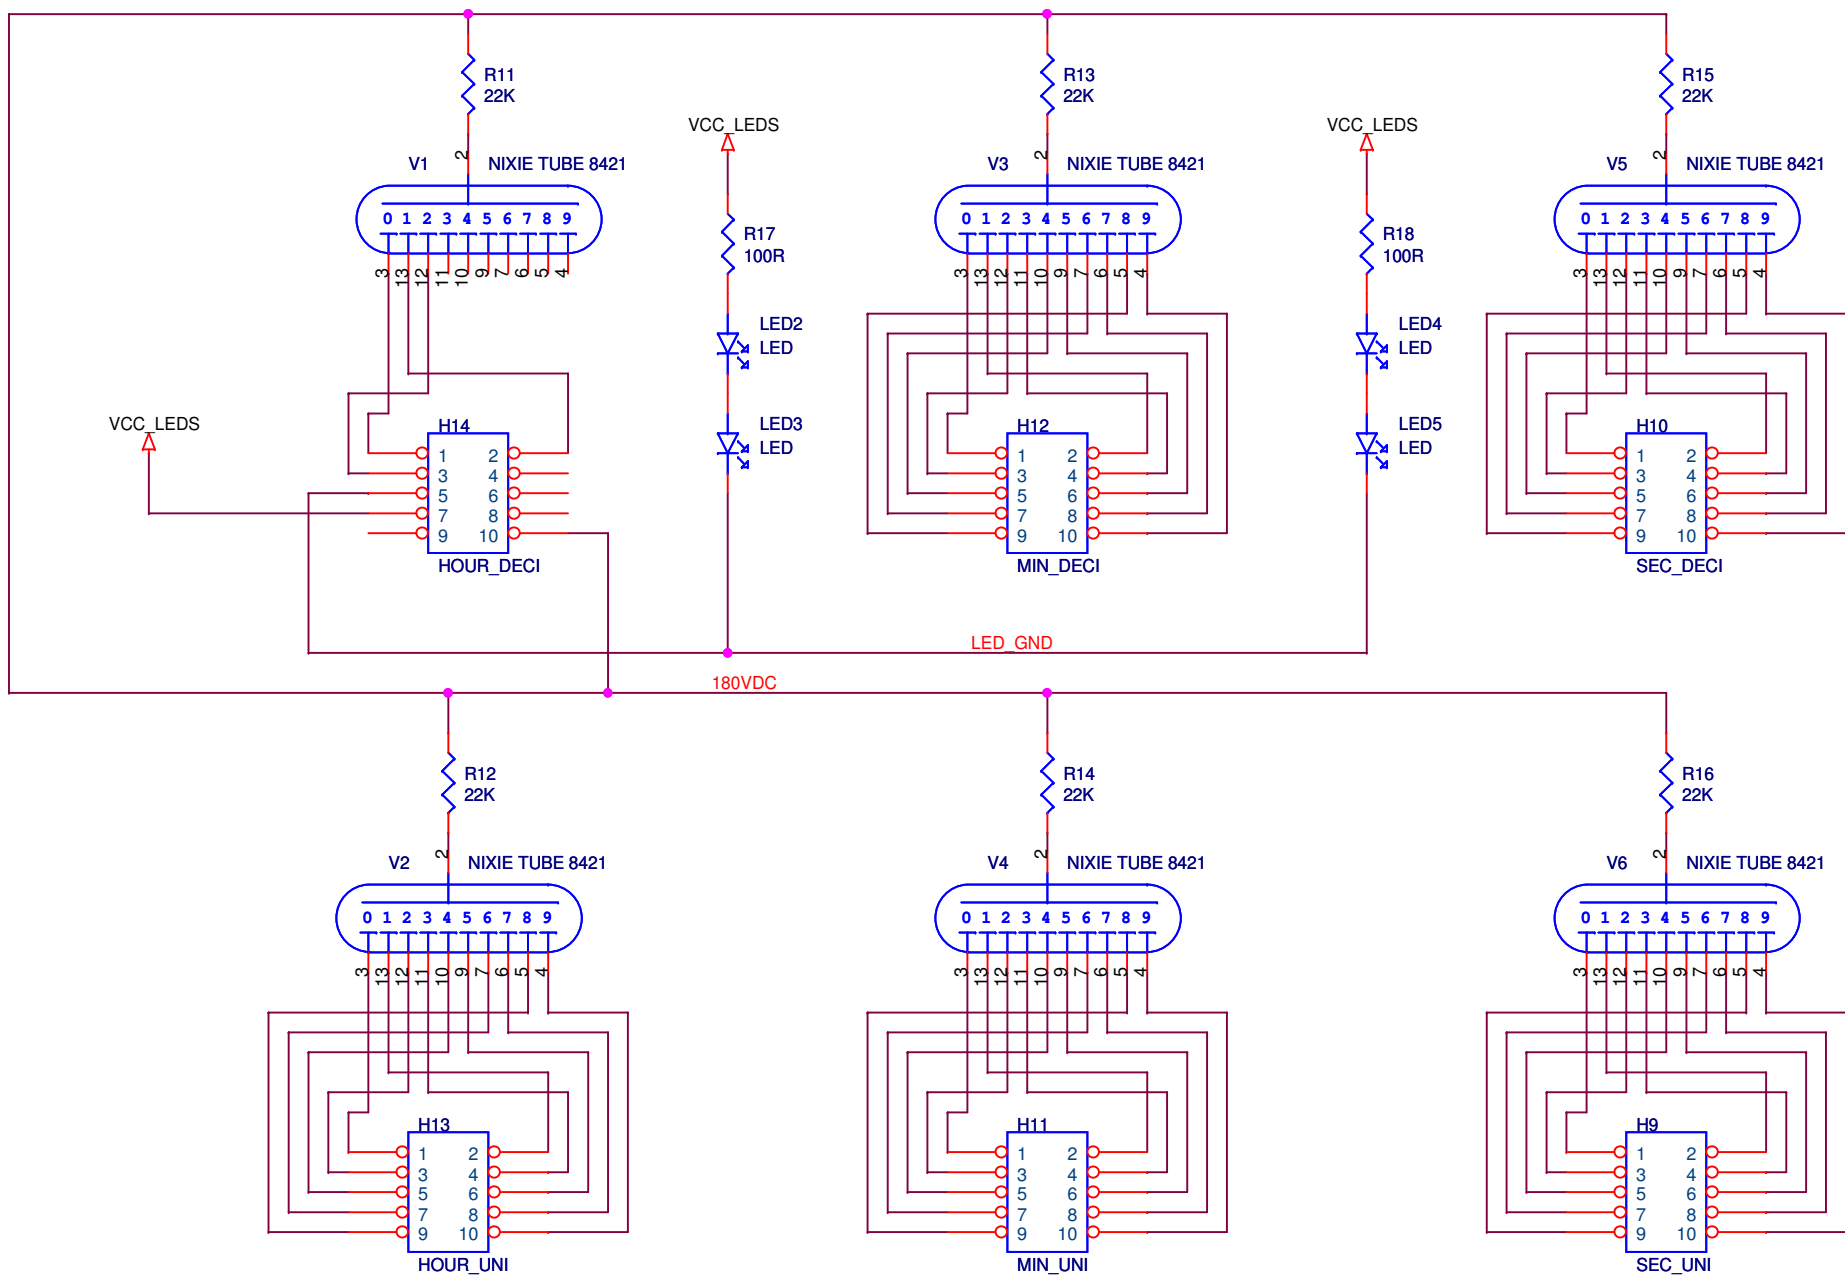 R11
22K
R13
22K
R15
22K
VCC_LEDS
VCC_LEDS
2
V1 NIXIE TUBE 8421
0 1 2 3 4 5 6 7 8 9
3 13 12 11 10 9 7 6 5 4
2
V3 NIXIE TUBE 8421
0 1 2 3 4 5 6 7 8 9
3 13 12 11 10 9 7 6 5 4
2
V5 NIXIE TUBE 8421
0 1 2 3 4 5 6 7 8 9
3 13 12 11 10 9 7 6 5 4
R17
100R
R18
100R
LED2
LED
LED4
LED
LED3
LED
LED5
LED
VCC_LEDS
H14
1 2
3 4
5 6
7 8
9 10
HOUR_DECI
H12
1 2
3 4
5 6
7 8
9 10
MIN_DECI
H10
1 2
3 4
5 6
7 8
9 10
SEC_DECI
LED_GND
180VDC
R12
22K
R14
22K
R16
22K
2
V2 NIXIE TUBE 8421
0 1 2 3 4 5 6 7 8 9
3 13 12 11 10 9 7 6 5 4
2
V4 NIXIE TUBE 8421
0 1 2 3 4 5 6 7 8 9
3 13 12 11 10 9 7 6 5 4
2
V6 NIXIE TUBE 8421
0 1 2 3 4 5 6 7 8 9
3 13 12 11 10 9 7 6 5 4
H13
1 2
3 4
5 6
7 8
9 10
HOUR_UNI
H11
1 2
3 4
5 6
7 8
9 10
MIN_UNI
H9
1 2
3 4
5 6
7 8
9 10
SEC_UNI